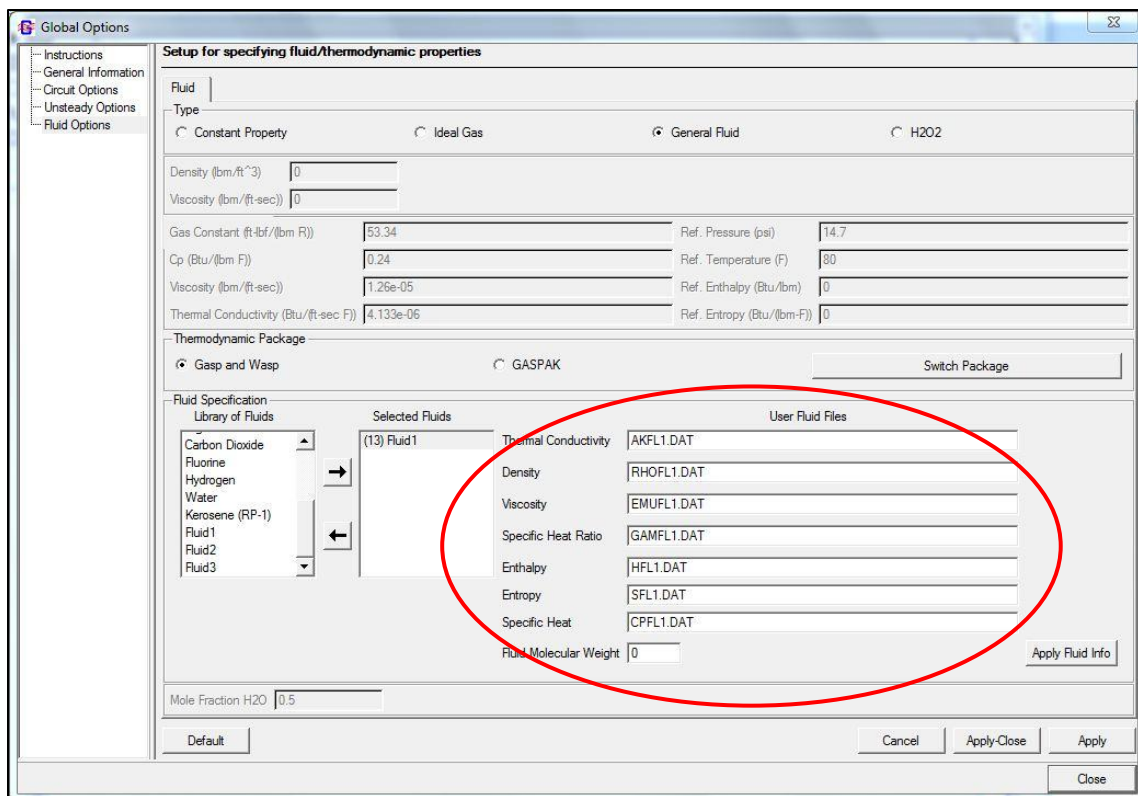 Global Options
Instructions
General Information
Circuit Options
Unsteady Options
Fluid Options
Setup for specifying fluid/thermodynamic properties
Fluid
Type
Constant Property Ideal Gas General Fluid H2O2
Density (lbm/ft^3) 0
Viscosity (lbm/(ft-sec)) 0
Gas Constant (ft-lbf/(lbm R)) 53.34 Ref. Pressure (psi) 14.7
Cp (Btu/(lbm F)) 0.24 Ref. Temperature (F) 80
Viscosity (lbm/(ft-sec)) 1.26e-05 Ref. Enthalpy (Btu/lbm) 0
Thermal Conductivity (Btu/(ft-sec F)) 4.133e-06 Ref. Entropy (Btu/(lbm-F)) 0
Thermodynamic Package
Gasp and Wasp GASPAK Switch Package
Fluid Specification
Library of Fluids Selected Fluids User Fluid Files
Carbon Dioxide
Fluorine
Hydrogen
Water
Kerosene (RP-1)
Fluid1
Fluid2
Fluid3
(13) Fluid1
Thermal Conductivity AKFL1.DAT
Density RHOFL1.DAT
Viscosity EMUFL1.DAT
Specific Heat Ratio GAMFL1.DAT
Enthalpy HFL1.DAT
Entropy SFL1.DAT
Specific Heat CPFL1.DAT
Fluid Molecular Weight 0 Apply Fluid Info
Mole Fraction H2O 0.5
Default Cancel Apply-Close Apply
Close